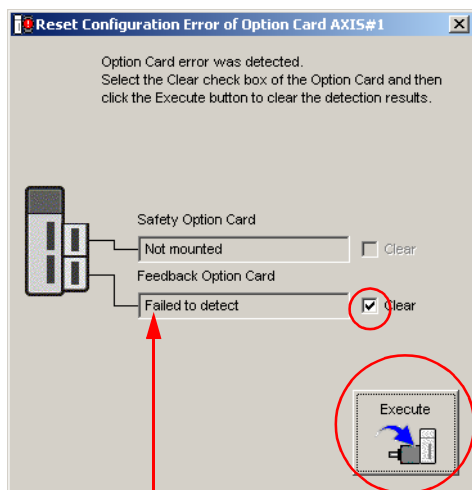 Reset Configuration Error of Option Card AXIS#1
Option Card error was detected.
Select the Clear check box of the Option Card and then
click the Execute button to clear the detection results.
Safety Option Card
Not mounted
Clear
Feedback Option Card
Failed to detect
Clear
Execute